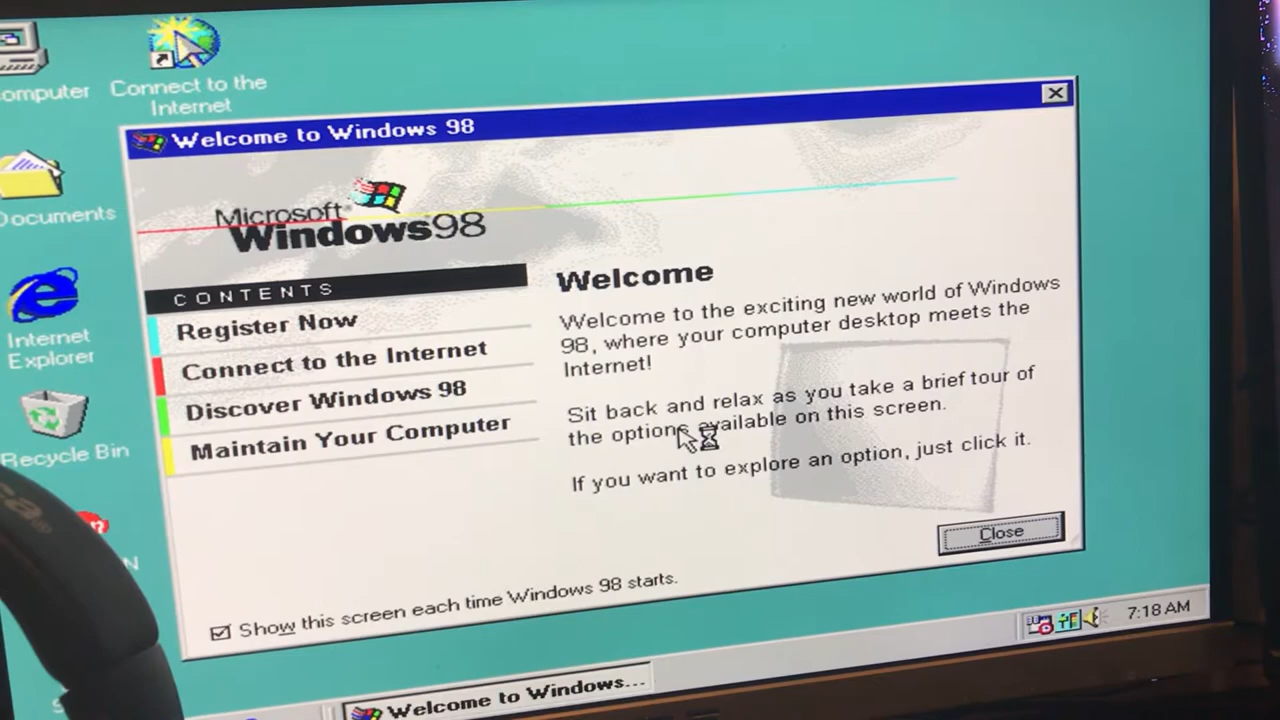 omputer
Connect to the
Internet
Documents
Internet
Explorer
Recycle Bin
N
Welcome to Windows 98
Microsoft
Windows98
CONTENTS
Register Now
Connect to the Internet
Discover Windows 98
Maintain Your Computer
Welcome
Welcome to the exciting new world of Windows
98, where your computer desktop meets the
Internet!
Sit back and relax as you take a brief tour of
the options available on this screen.
If you want to explore an option, just click it.
Close
Show this screen each time Windows 98 starts.
7:18 AM
Welcome to Windows...